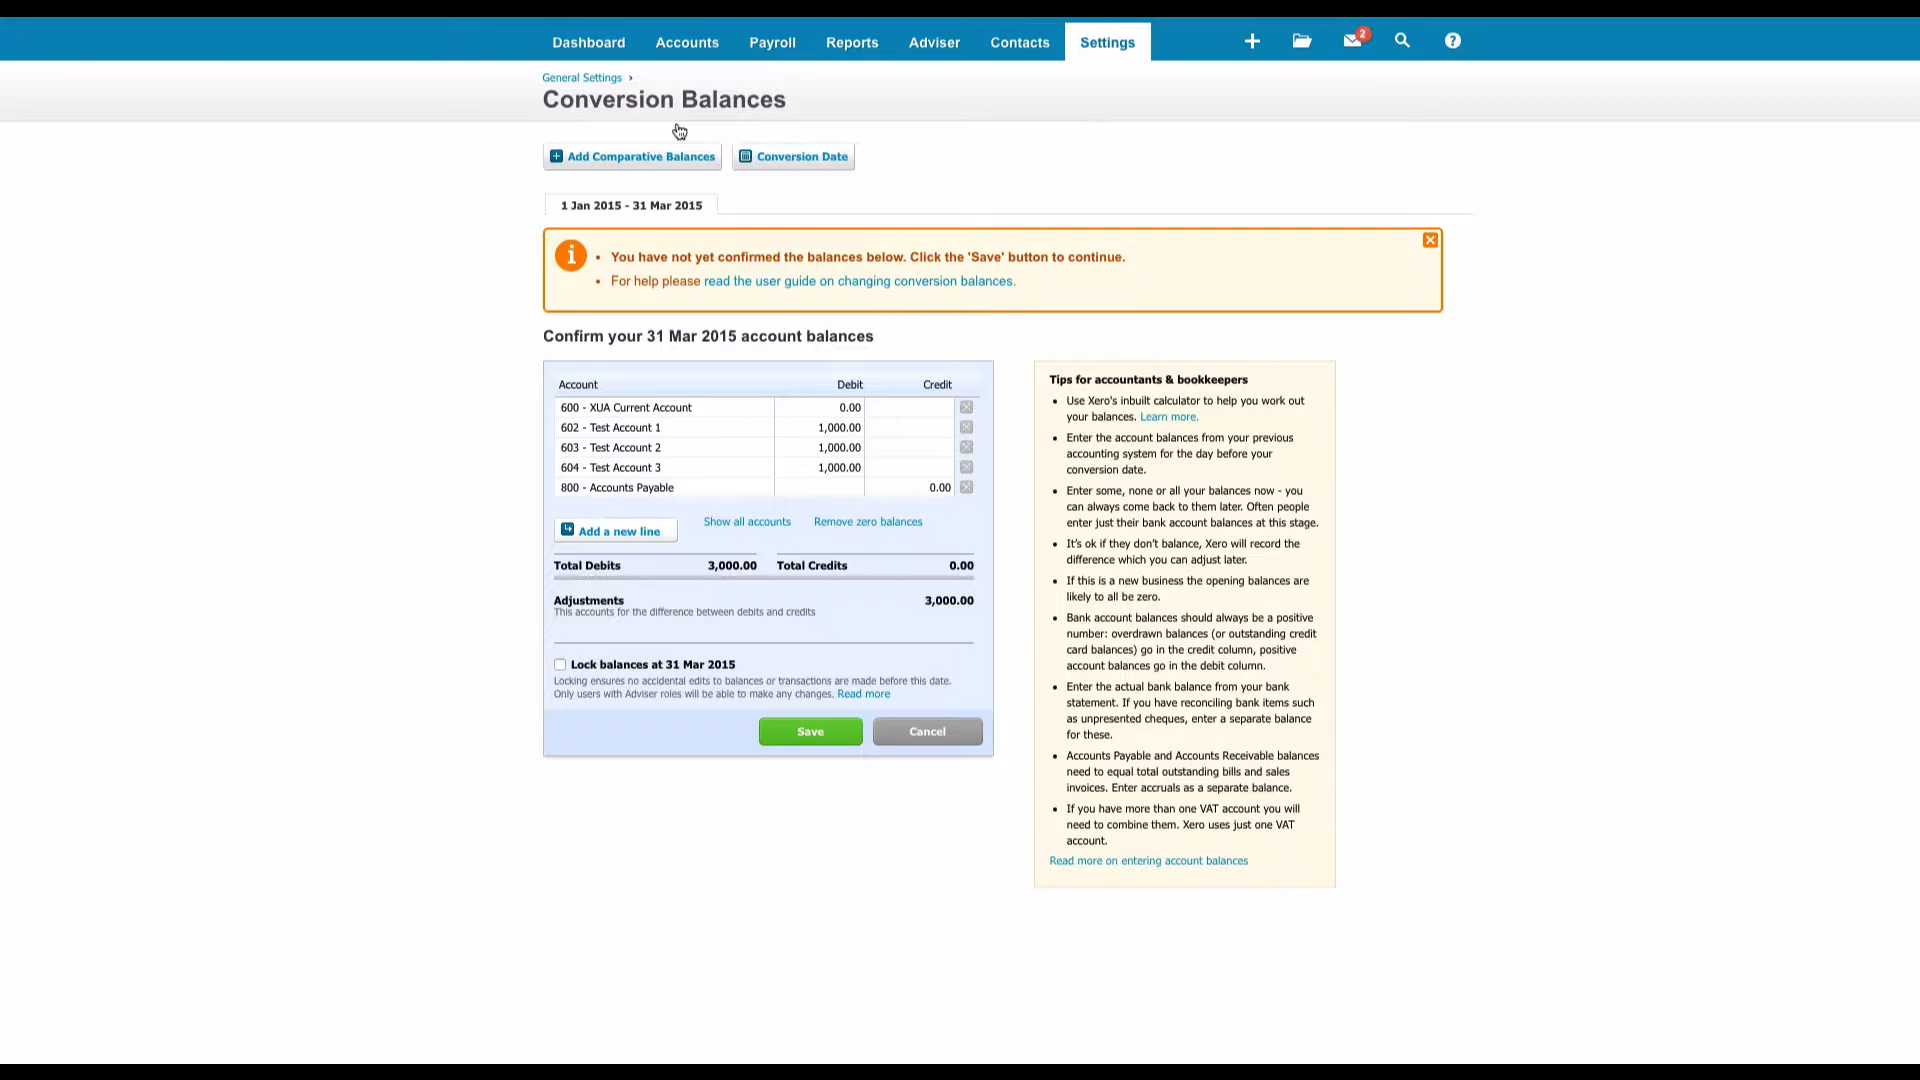 Dashboard Accounts Payroll Reports Adviser Contacts Settings 2 ?
General Settings ›
Conversion Balances
Add Comparative Balances Conversion Date
1 Jan 2015 - 31 Mar 2015
• You have not yet confirmed the balances below. Click the 'Save' button to continue.
• For help please read the user guide on changing conversion balances.
Confirm your 31 Mar 2015 account balances
Account Debit Credit
600 - XUA Current Account 0.00
602 - Test Account 1 1,000.00
603 - Test Account 2 1,000.00
604 - Test Account 3 1,000.00
800 - Accounts Payable 0.00
Add a new line Show all accounts Remove zero balances
Total Debits 3,000.00 Total Credits 0.00
Adjustments 3,000.00
This accounts for the difference between debits and credits
Lock balances at 31 Mar 2015
Locking ensures no accidental edits to balances or transactions are made before this date.
Only users with Adviser roles will be able to make any changes. Read more
Save Cancel
Tips for accountants & bookkeepers
• Use Xero's inbuilt calculator to help you work out
your balances. Learn more.
• Enter the account balances from your previous
accounting system for the day before your
conversion date.
• Enter some, none or all your balances now - you
can always come back to them later. Often people
enter just their bank account balances at this stage.
• It's ok if they don't balance, Xero will record the
difference which you can adjust later.
• If this is a new business the opening balances are
likely to all be zero.
• Bank account balances should always be a positive
number: overdrawn balances (or outstanding credit
card balances) go in the credit column, positive
account balances go in the debit column.
• Enter the actual bank balance from your bank
statement. If you have reconciling bank items such
as unpresented cheques, enter a separate balance
for these.
• Accounts Payable and Accounts Receivable balances
need to equal total outstanding bills and sales
invoices. Enter accruals as a separate balance.
• If you have more than one VAT account you will
need to combine them. Xero uses just one VAT
account.
Read more on entering account balances